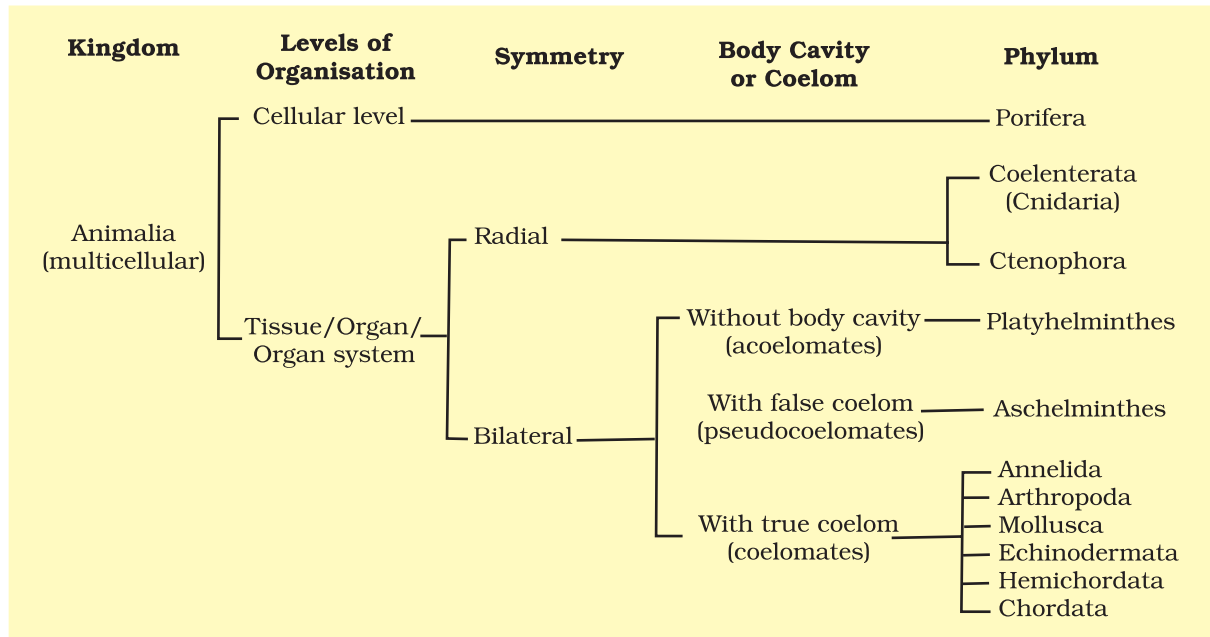 Kingdom
Levels of
Organisation
Symmetry
Body Cavity
or Coelom
Phylum
Cellular level
Porifera
Animalia
(multicellular)
Tissue/Organ/
Organ system
Radial
Coelenterata
(Cnidaria)
Ctenophora
Bilateral
Without body cavity
(acoelomates)
Platyhelminthes
With false coelom
(pseudocoelomates)
Aschelminthes
With true coelom
(coelomates)
Annelida
Arthropoda
Mollusca
Echinodermata
Hemichordata
Chordata